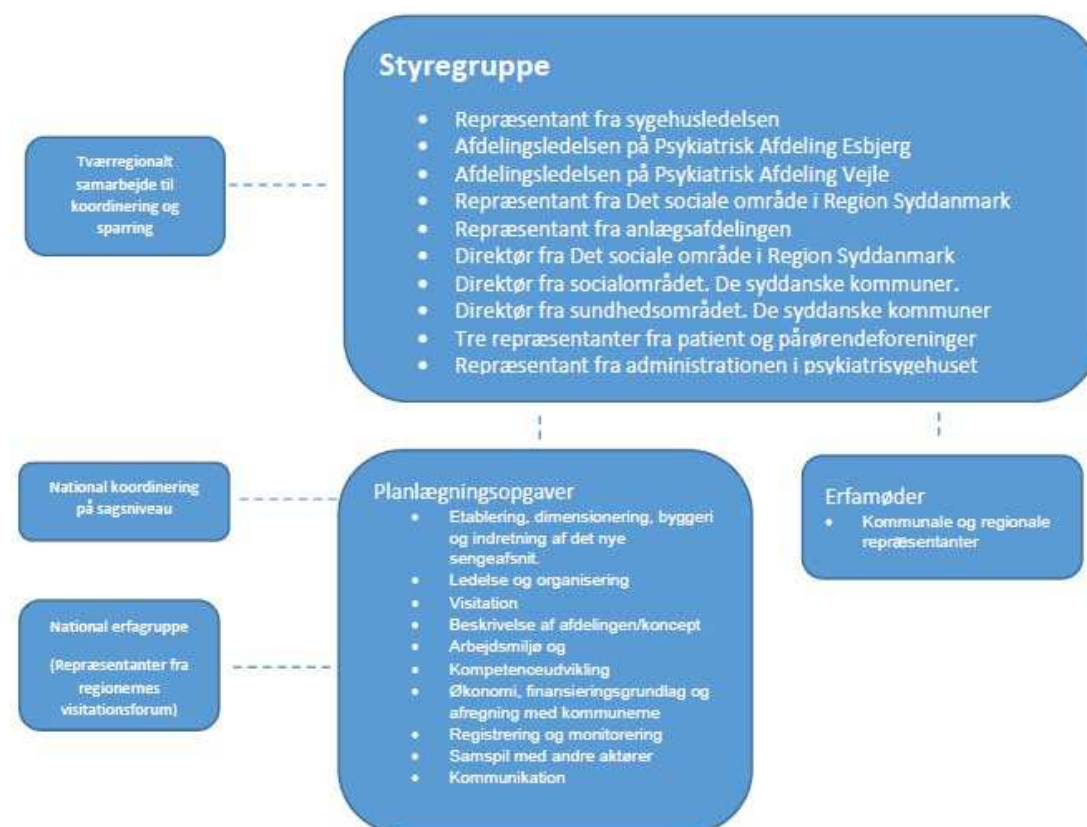 Styregruppe
• Repræsentant fra sygehusledelsen
• Afdelingsledelsen på Psykiatrisk Afdeling Esbjerg
• Afdelingsledelsen på Psykiatrisk Afdeling Vejle
• Repræsentant fra Det sociale område i Region Syddanmark
• Repræsentant fra anlægsafdelingen
• Direktør fra Det sociale område i Region Syddanmark
• Direktør fra socialområdet. De syddanske kommuner.
• Direktør fra sundhedsområdet. De syddanske kommuner
• Tre repræsentanter fra patient og pårørendeforeninger
• Repræsentant fra administrationen i psykiatrisygehuset
Tværregionalt
samarbejde til
koordinering og
sparring
National koordinering
på sagsniveau
National erfagruppe
(Repræsentanter fra
regionernes
visitationsforum)
Planlægningsopgaver
• Etablering, dimensionering, byggeri
og indretning af det nye
sengeafsnit.
• Ledelse og organisering
• Visitation
• Beskrivelse af afdelingen/koncept
• Arbejdsmiljø og
• Kompetenceudvikling
• Økonomi, finansieringsgrundlag og
afregning med kommunerne
• Registrering og monitorering
• Samspil med andre aktører
• Kommunikation
Erfamøder
• Kommunale og regionale
repræsentanter